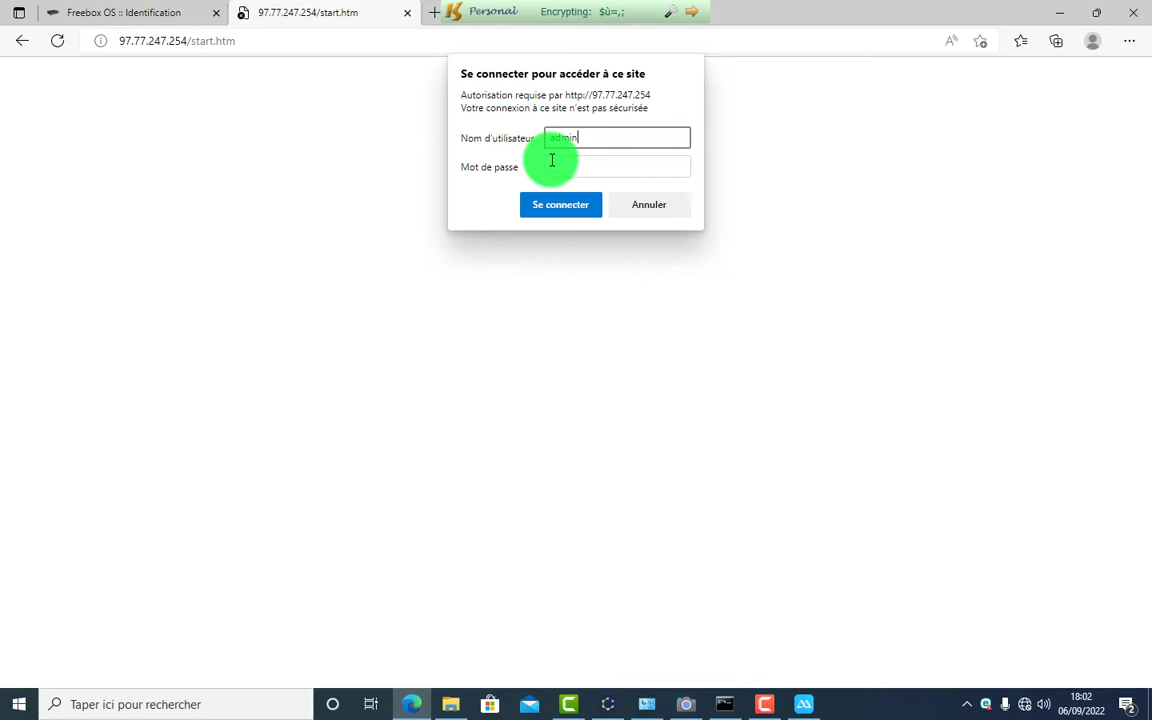 Freebox OS :: Identification
97.77.247.254/start.htm
Personal
Encrypting: $ù=,;
97.77.247.254/start.htm
Se connecter pour accéder à ce site
Autorisation requise par http://97.77.247.254
Votre connexion à ce site n'est pas sécurisée
Nom d'utilisateur
admin
Mot de passe
Se connecter
Annuler
Taper ici pour rechercher
18:02
06/09/2022
2